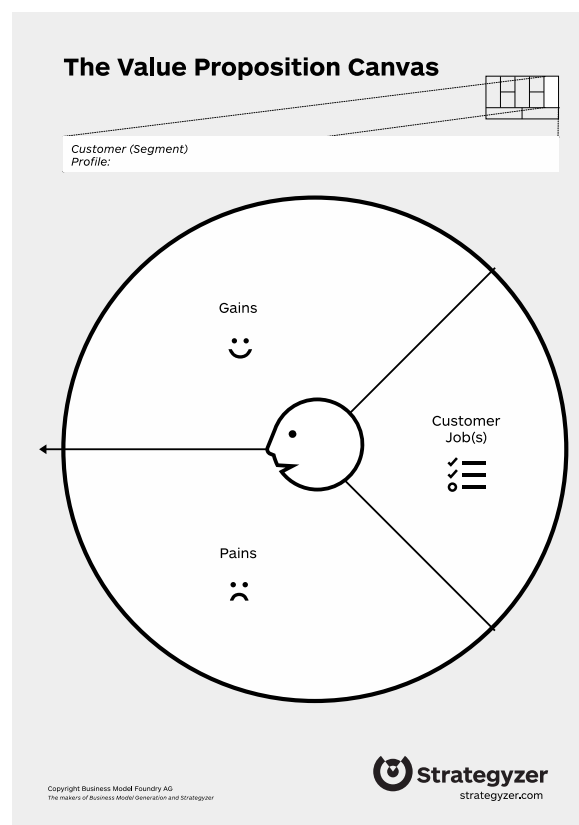 The Value Proposition Canvas
Customer (Segment)
Profile:
Gains
Customer
Job(s)
Pains
Strategyzer
strategyzer.com
Copyright Business Model Foundry AG
The makers of Business Model Generation and Strategyzer